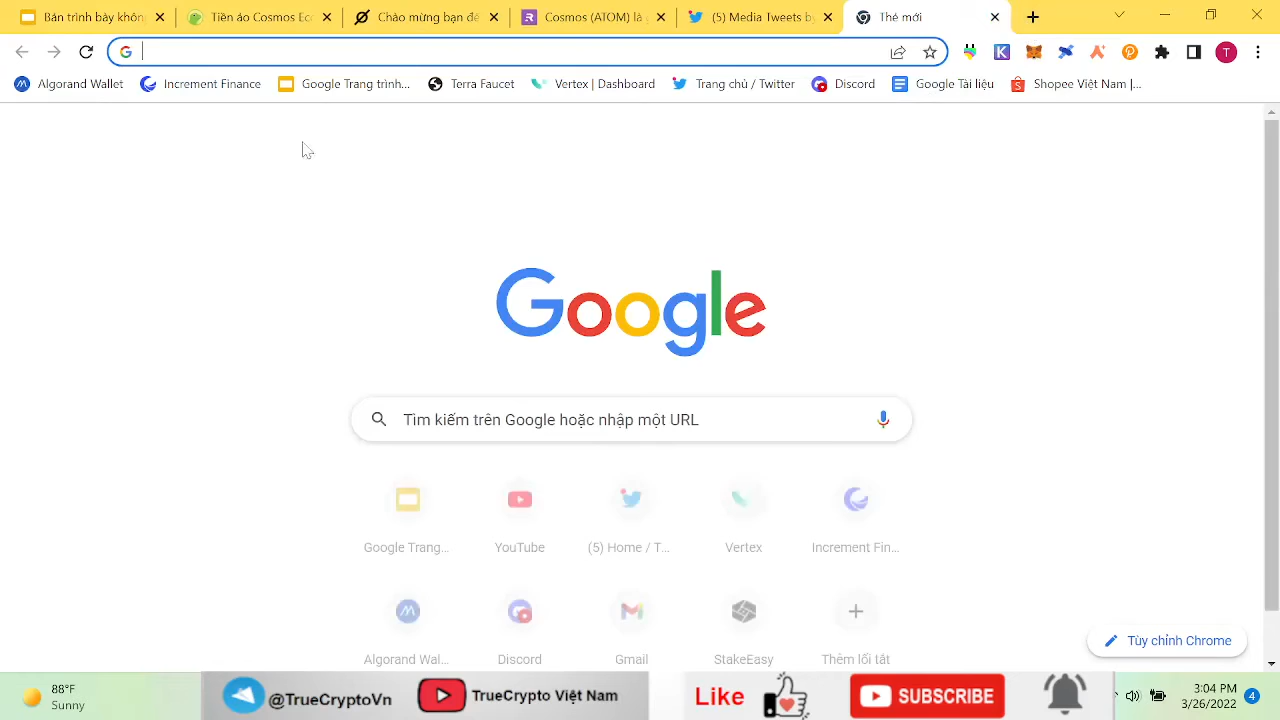 Bản trình bày khôn
Tiền ảo Cosmos Ec
Chào mừng bạn đế
Cosmos (ATOM) là
(5) Media Tweets b
Thẻ mới
Algorand Wallet
Increment Finance
Google Trang trình...
Terra Faucet
Vertex | Dashboard
Trang chủ / Twitter
Discord
Google Tài liệu
Shopee Việt Nam |...
Google
Tìm kiếm trên Google hoặc nhập một URL
Google Trang...
YouTube
(5) Home / T...
Vertex
Increment Fin...
Algorand Wal...
Discord
Gmail
StakeEasy
Thêm lối tắt
Tùy chỉnh Chrome
88°F
Sunny
@TrueCryptoVn
TrueCrypto Việt Nam
Like
SUBSCRIBE
3:04 PM
3/26/2022
4